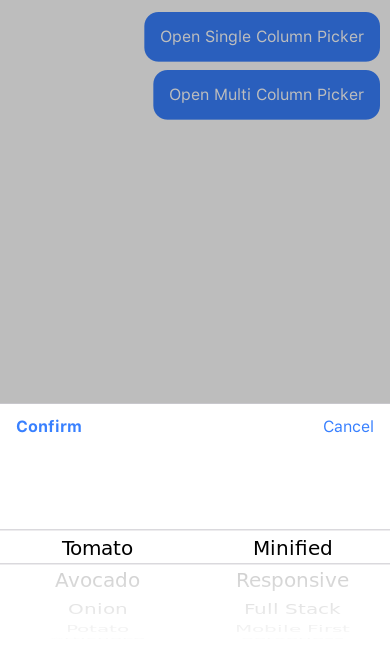 Open Single Column Picker
Open Multi Column Picker
Confirm Cancel
Tomato Minified
Avocado Responsive
Onion Full Stack
Potato Mobile First